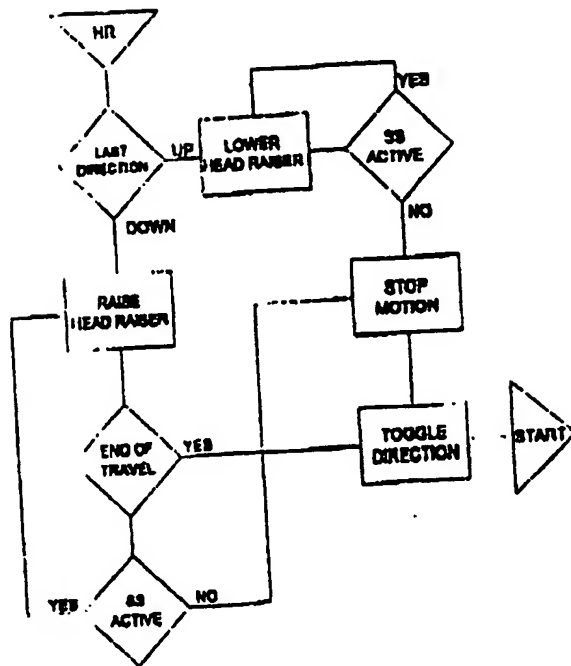 HR
LAST
DIRECTION
UP
DOWN
LOWER
HEAD RAISER
YES
SS
ACTIVE
NO
RAISE
HEAD RAISER
STOP
MOTION
END OF
TRAVEL
YES
TOGGLE
DIRECTION
START
YES
SS
ACTIVE
NO